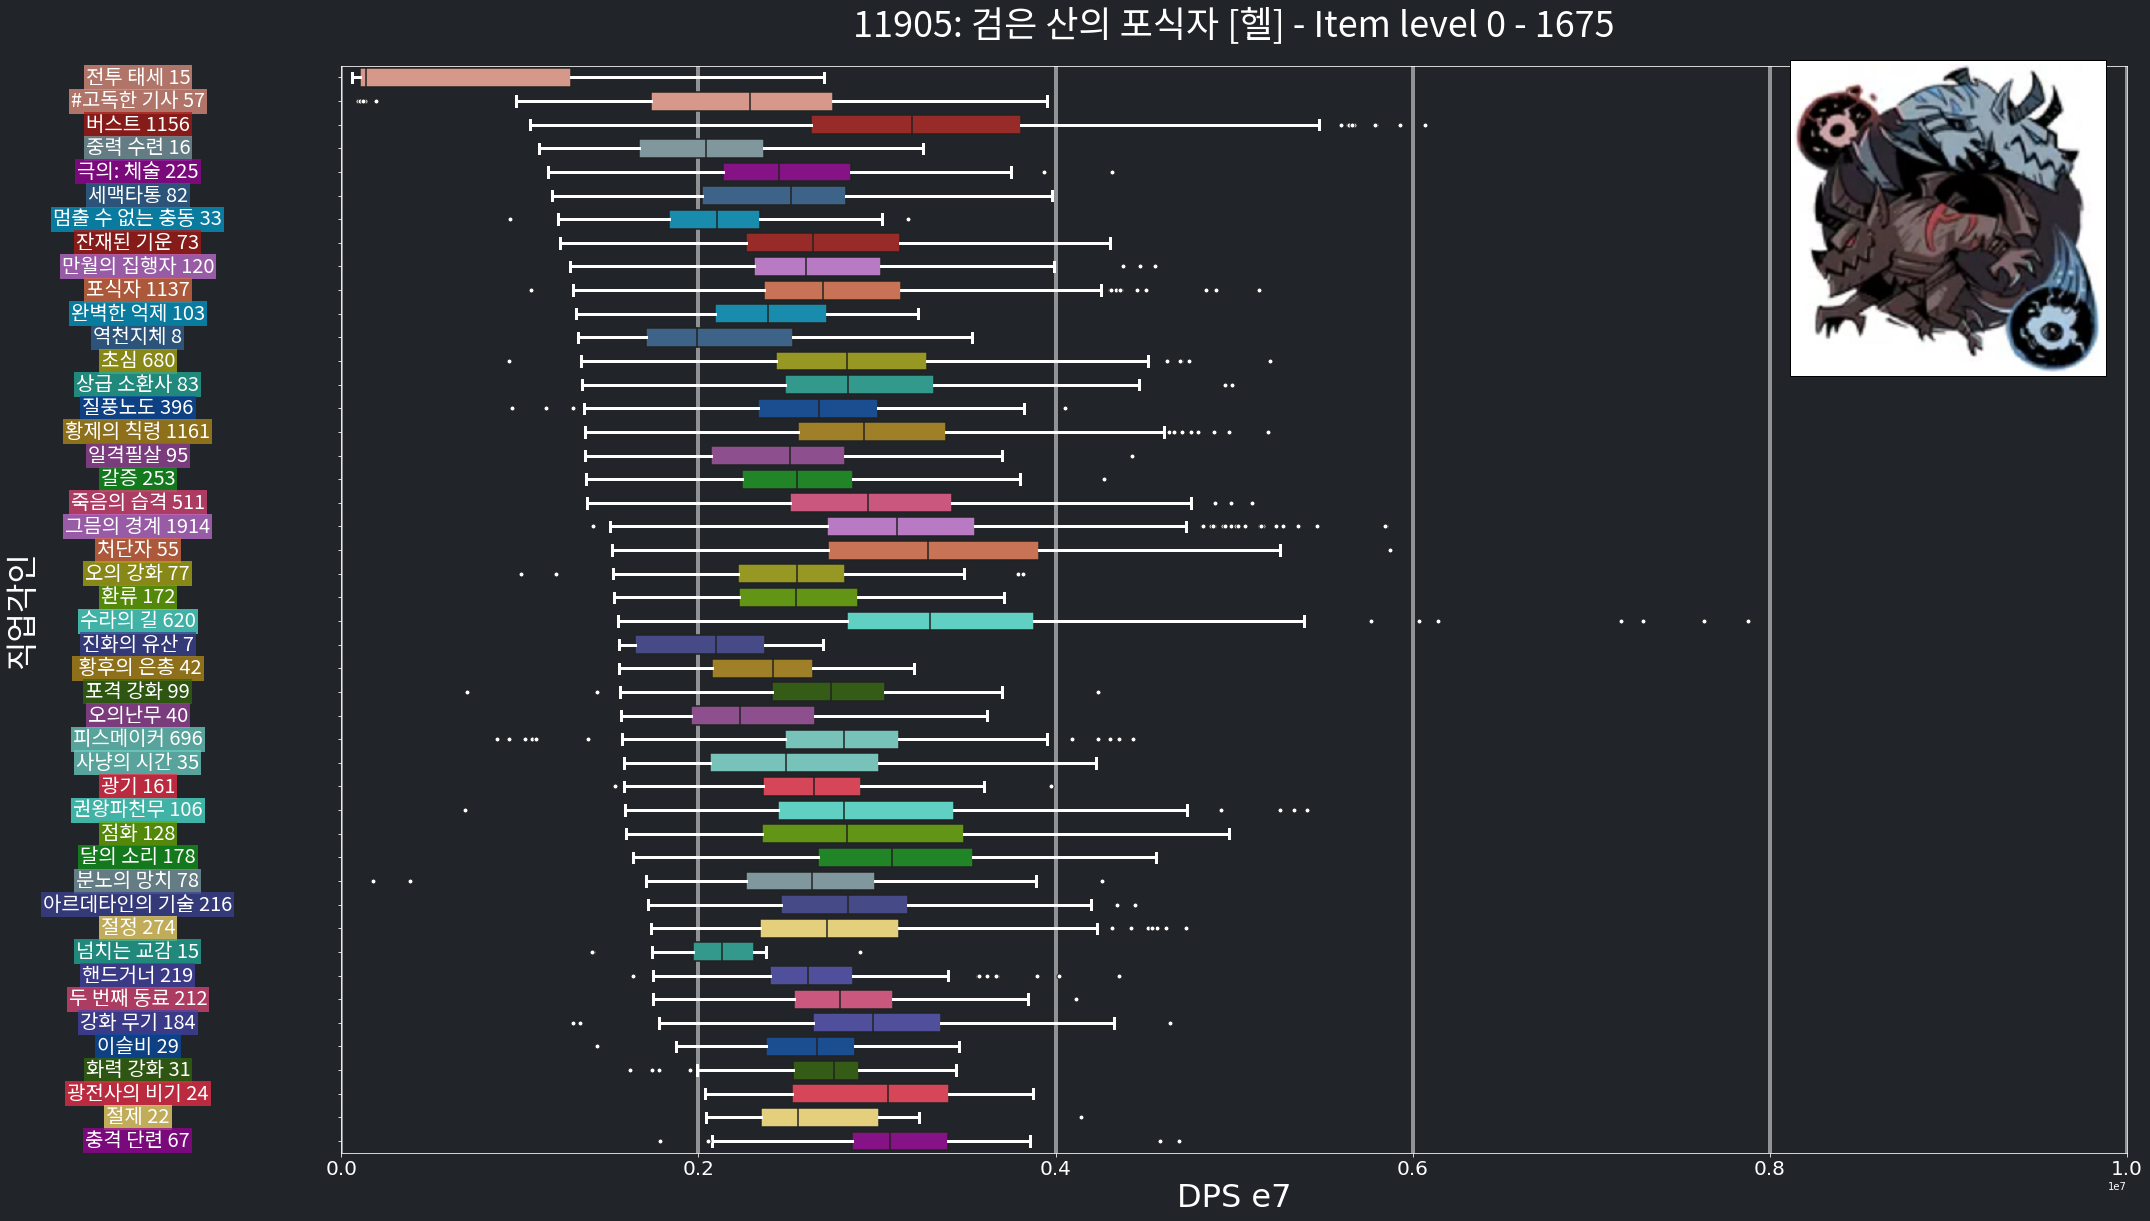 11905: 검은 산의 포식자 [헬] - Item level 0 - 1675
전투 태세 15
#고독한 기사 57
버스트 1156
중력 수련 16
극의: 체술 225
세맥타통 82
멈출 수 없는 충동 33
잔재된 기운 73
만월의 집행자 120
포식자 1137
완벽한 억제 103
역천지체 8
초심 680
상급 소환사 83
질풍노도 396
황제의 칙령 1161
일격필살 95
갈증 253
죽음의 습격 511
그믐의 경계 1914
처단자 55
오의 강화 77
환류 172
수라의 길 620
진화의 유산 7
황후의 은총 42
포격 강화 99
오의난무 40
피스메이커 696
사냥의 시간 35
광기 161
권왕파천무 106
점화 128
달의 소리 178
분노의 망치 78
아르데타인의 기술 216
절정 274
넘치는 교감 15
핸드거너 219
두 번째 동료 212
강화 무기 184
이슬비 29
화력 강화 31
광전사의 비기 24
절제 22
충격 단련 67
직업각인
0.0 0.2 0.4 0.6 0.8 1.0
1e7
DPS e7